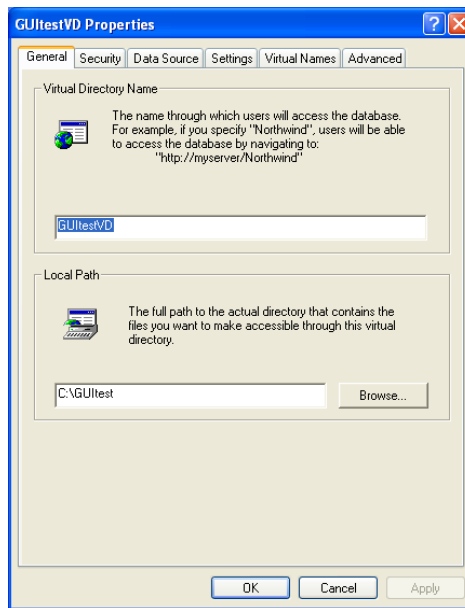 GUItestVD Properties
General Security Data Source Settings Virtual Names Advanced
Virtual Directory Name
The name through which users will access the database.
For example, if you specify "Northwind", users will be able
to access the database by navigating to:
"http://myserver/Northwind"
GUItestVD
Local Path
The full path to the actual directory that contains the
files you want to make accessible through this virtual
directory.
C:\GUItest
Browse...
OK Cancel Apply